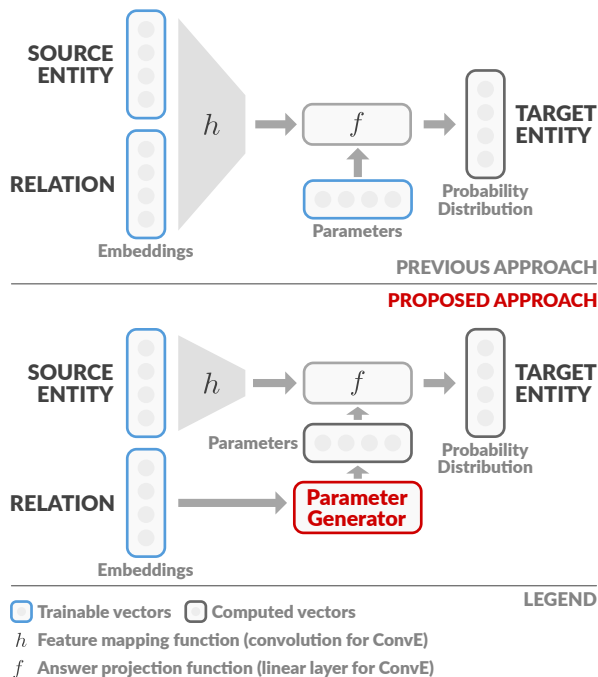 SOURCE
ENTITY
h
f
TARGET
ENTITY
RELATION
Probability
Distribution
Parameters
Embeddings
PREVIOUS APPROACH
PROPOSED APPROACH
SOURCE
ENTITY
h
f
TARGET
ENTITY
Parameters
Probability
Distribution
RELATION
Parameter
Generator
Embeddings
LEGEND
Trainable vectors
Computed vectors
h Feature mapping function (convolution for ConvE)
f Answer projection function (linear layer for ConvE)